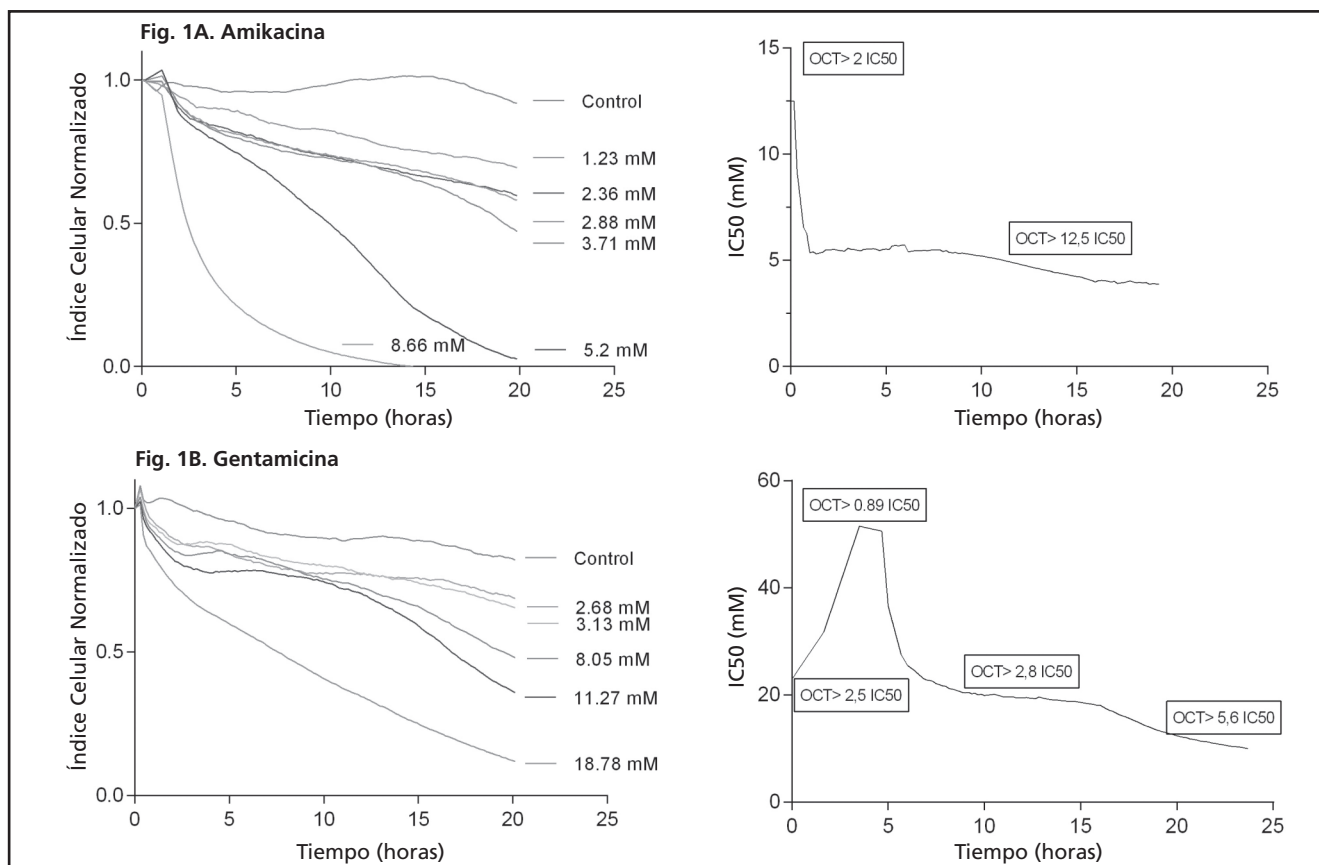 Fig. 1A. Amikacina
Índice Celular Normalizado
1.0
0.5
0.0
0
5
10
15
20
25
Tiempo (horas)
Control
1.23 mM
2.36 mM
2.88 mM
3.71 mM
8.66 mM
5.2 mM
IC50 (mM)
15
10
5
0
0
5
10
15
20
25
Tiempo (horas)
OCT> 2 IC50
OCT> 12,5 IC50
Fig. 1B. Gentamicina
Índice Celular Normalizado
1.0
0.5
0.0
0
5
10
15
20
25
Tiempo (horas)
Control
2.68 mM
3.13 mM
8.05 mM
11.27 mM
18.78 mM
IC50 (mM)
60
40
20
0
0
5
10
15
20
25
Tiempo (horas)
OCT> 0.89 IC50
OCT> 2,5 IC50
OCT> 2,8 IC50
OCT> 5,6 IC50